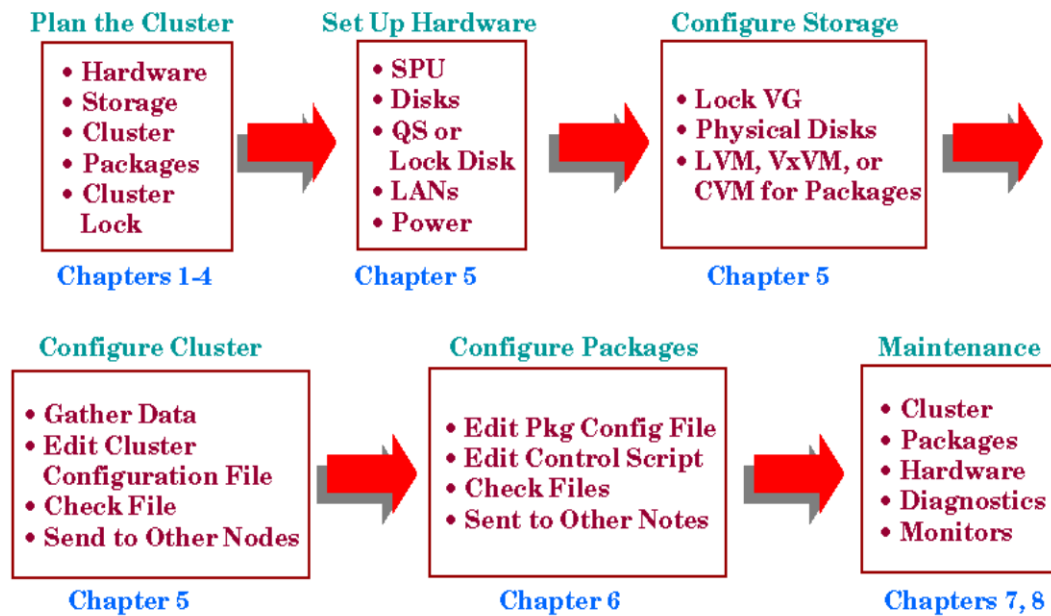 Plan the Cluster
• Hardware
• Storage
• Cluster
• Packages
• Cluster
Lock
Chapters 1-4
Set Up Hardware
• SPU
• Disks
• QS or
Lock Disk
• LANs
• Power
Chapter 5
Configure Storage
• Lock VG
• Physical Disks
• LVM, VxVM, or
CVM for Packages
Chapter 5
Configure Cluster
• Gather Data
• Edit Cluster
Configuration File
• Check File
• Send to Other Nodes
Chapter 5
Configure Packages
• Edit Pkg Config File
• Edit Control Script
• Check Files
• Sent to Other Notes
Chapter 6
Maintenance
• Cluster
• Packages
• Hardware
• Diagnostics
• Monitors
Chapters 7, 8